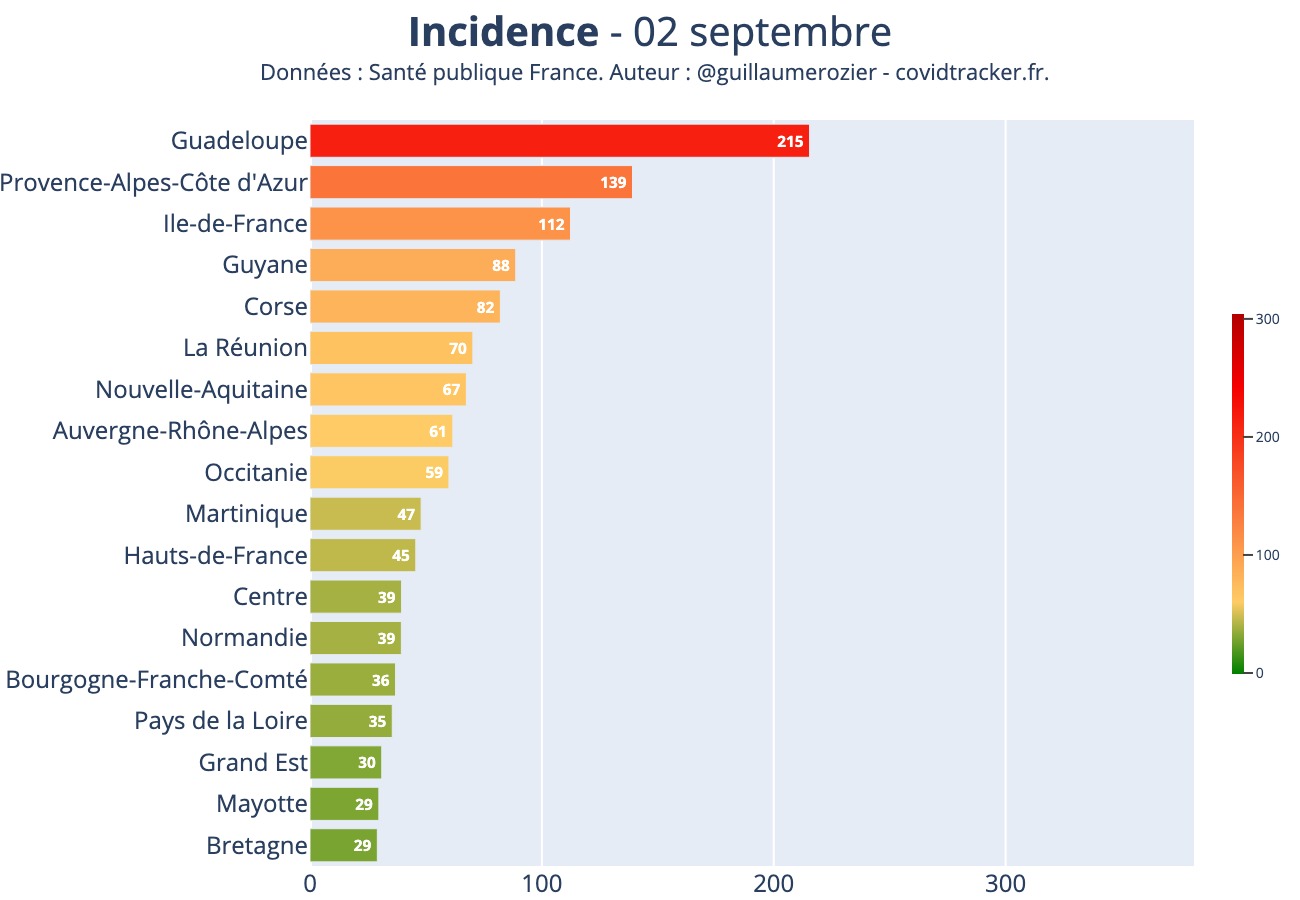 Incidence - 02 septembre
Données : Santé publique France. Auteur : @guillaumerozier - covidtracker.fr.
Guadeloupe 215
Provence-Alpes-Côte d'Azur 139
Ile-de-France 112
Guyane 88
Corse 82
La Réunion 70
Nouvelle-Aquitaine 67
Auvergne-Rhône-Alpes 61
Occitanie 59
Martinique 47
Hauts-de-France 45
Centre 39
Normandie 39
Bourgogne-Franche-Comté 36
Pays de la Loire 35
Grand Est 30
Mayotte 29
Bretagne 29
0 100 200 300
300
200
100
0